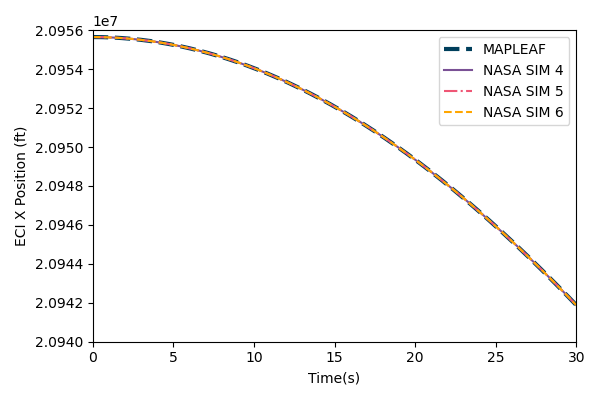 1e7
2.0956
2.0954
2.0952
2.0950
2.0948
2.0946
2.0944
2.0942
2.0940
ECI X Position (ft)
0 5 10 15 20 25 30
Time(s)
MAPLEAF
NASA SIM 4
NASA SIM 5
NASA SIM 6